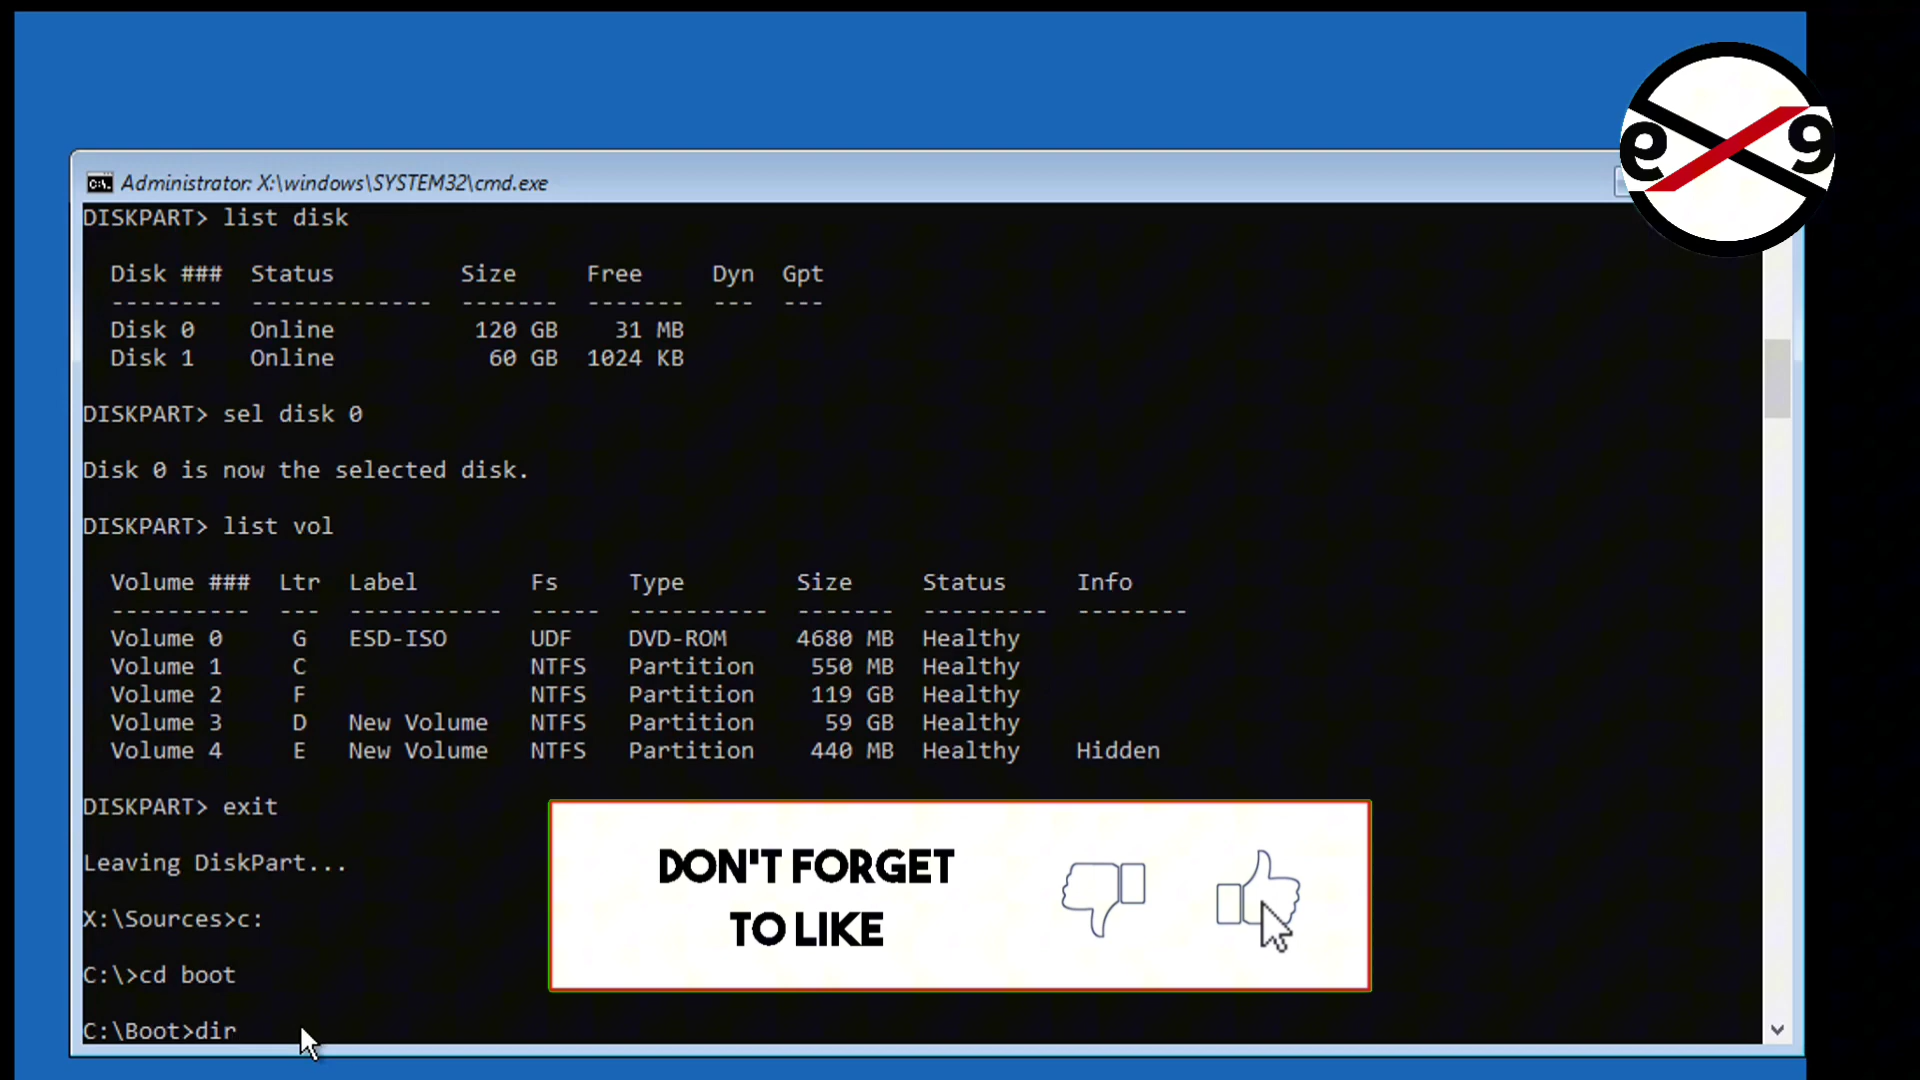 Administrator: X:\windows\SYSTEM32\cmd.exe
DISKPART> list disk
Disk ### Status Size Free Dyn Gpt
-------- ------------- ------- ------- --- ---
Disk 0 Online 120 GB 31 MB
Disk 1 Online 60 GB 1024 KB
DISKPART> sel disk 0
Disk 0 is now the selected disk.
DISKPART> list vol
Volume ### Ltr Label Fs Type Size Status Info
---------- --- ----------- ----- ---------- ------- --------- --------
Volume 0 G ESD-ISO UDF DVD-ROM 4680 MB Healthy
Volume 1 C NTFS Partition 550 MB Healthy
Volume 2 F NTFS Partition 119 GB Healthy
Volume 3 D New Volume NTFS Partition 59 GB Healthy
Volume 4 E New Volume NTFS Partition 440 MB Healthy Hidden
DISKPART> exit
Leaving DiskPart...
X:\Sources>c:
C:\>cd boot
C:\Boot>dir
DON'T FORGET
TO LIKE